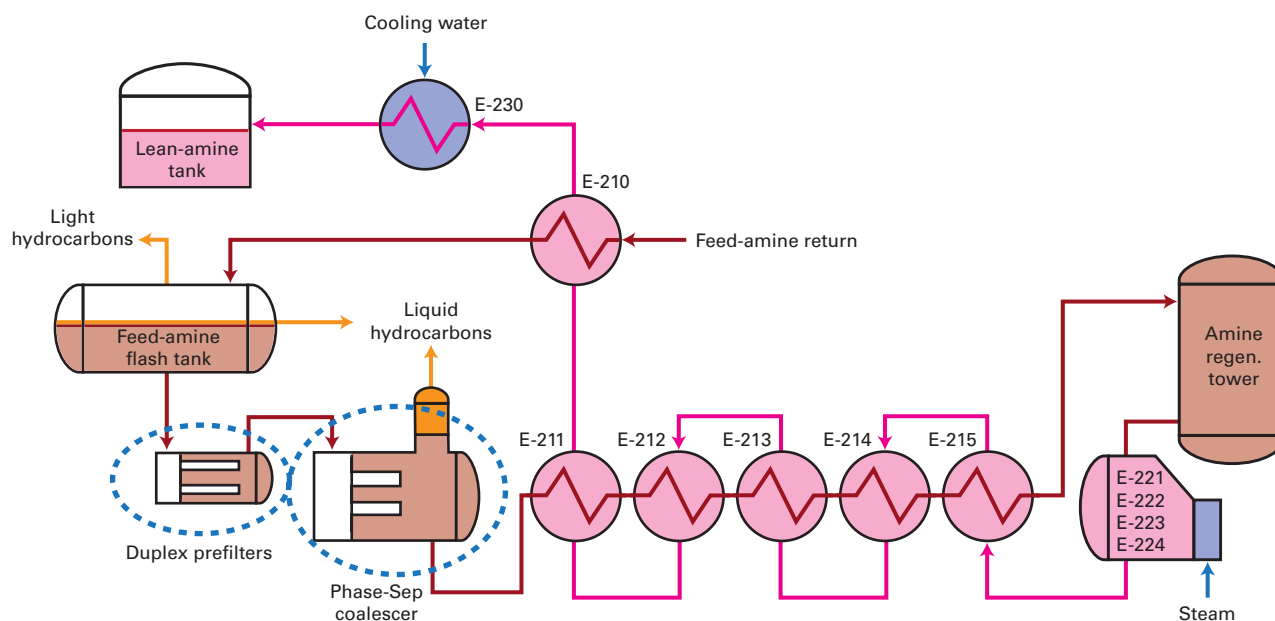 Cooling water
E-230
Lean-amine
tank
E-210
Light
hydrocarbons
Feed-amine return
Liquid
hydrocarbons
Feed-amine
flash tank
Amine
regen.
tower
E-211
E-212
E-213
E-214
E-215
E-221
E-222
E-223
E-224
Duplex prefilters
Phase-Sep
coalescer
Steam